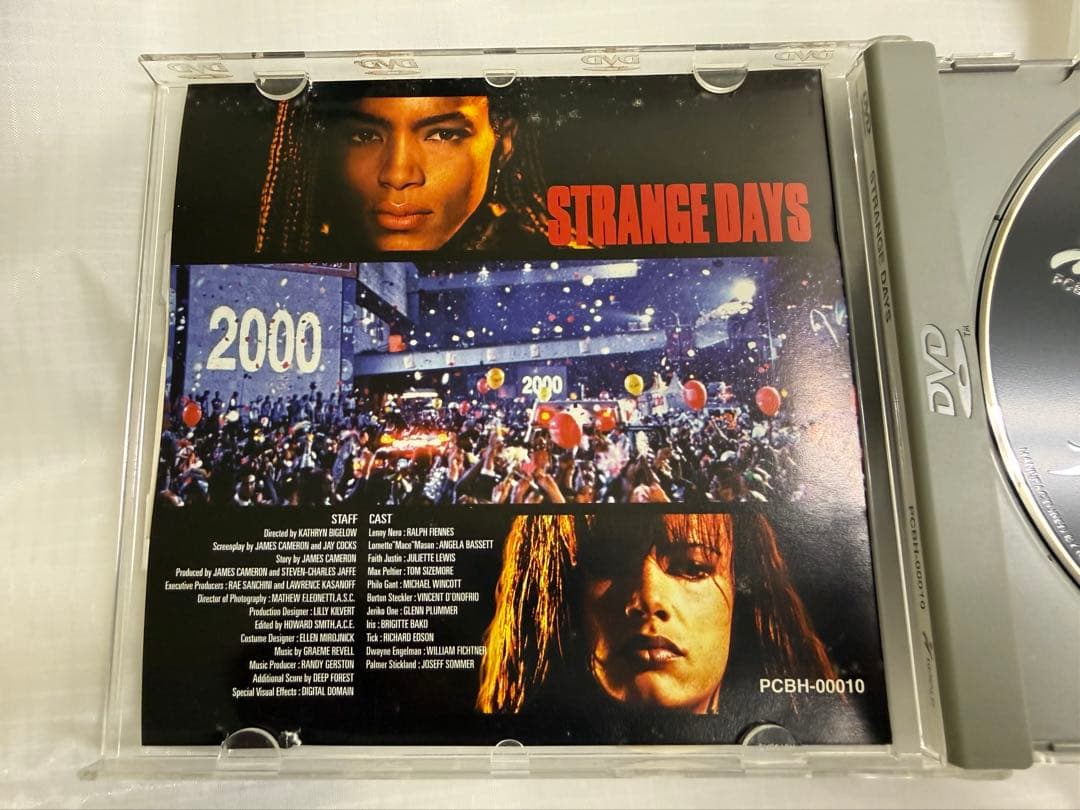 STRANGE DAYS
2000
2000
STAFF
Directed by KATHRYN BIGELOW
Screenplay by JAMES CAMERON and JAY COCKS
Story by JAMES CAMERON
Produced by JAMES CAMERON and STEVEN-CHARLES JAFFE
Executive Producers : RAE SANCHINI and LAWRENCE KASANOFF
Director of Photography : MATHEW F.LEONETTI.A.S.C.
Production Designer : LILLY KILVERT
Edited by HOWARD SMITH,A.C.E.
Costume Designer : ELLEN MIROJNICK
Music by GRAEME REVELL
Music Producer : RANDY GERSTON
Additional Score by DEEP FOREST
Special Visual Effects : DIGITAL DOMAIN
CAST
Lenny Nero : RALPH FIENNES
Lornette"Mace"Mason : ANGELA BASSETT
Faith Justin : JULIETTE LEWIS
Max Peltier : TOM SIZEMORE
Philo Gant : MICHAEL WINCOTT
Burton Steckler : VINCENT D'ONOFRIO
Jeriko One : GLENN PLUMMER
Iris : BRIGITTE BAKO
Tick : RICHARD EDSON
Dwayne Engelman : WILLIAM FICHTNER
Palmer Stickland : JOSEFF SOMMER
PCBH-00010
DVD
STRANGE DAYS
PCBH-00010
DVD
TM